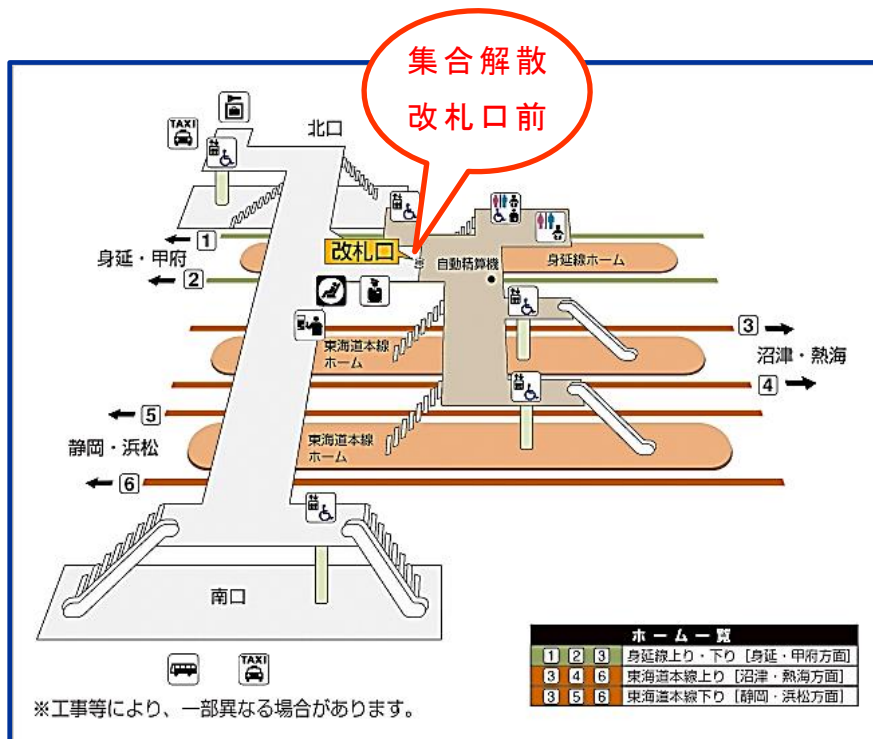 集合解散
改札口前
TAXI
北口
1
身延・甲府
2
改札口
自動精算機
身延線ホーム
3
沼津・熱海
4
東海道本線
ホーム
5
静岡・浜松
6
東海道本線
ホーム
南口
TAXI
ホーム一覧
1 2 3 身延線上り・下り [身延・甲府方面]
3 4 6 東海道本線上り [沼津・熱海方面]
3 5 6 東海道本線下り [静岡・浜松方面]
※工事等により、一部異なる場合があります。